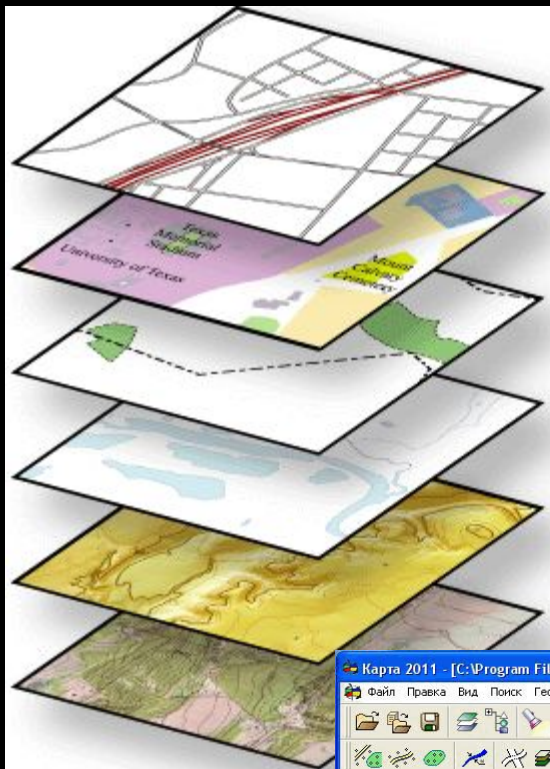 Texas
Memorial
Stadium
University of Texas
Mount
Calvary
Cemetery
Карта 2011 - [C:\Program Fil
Файл Правка Вид Поиск Гео